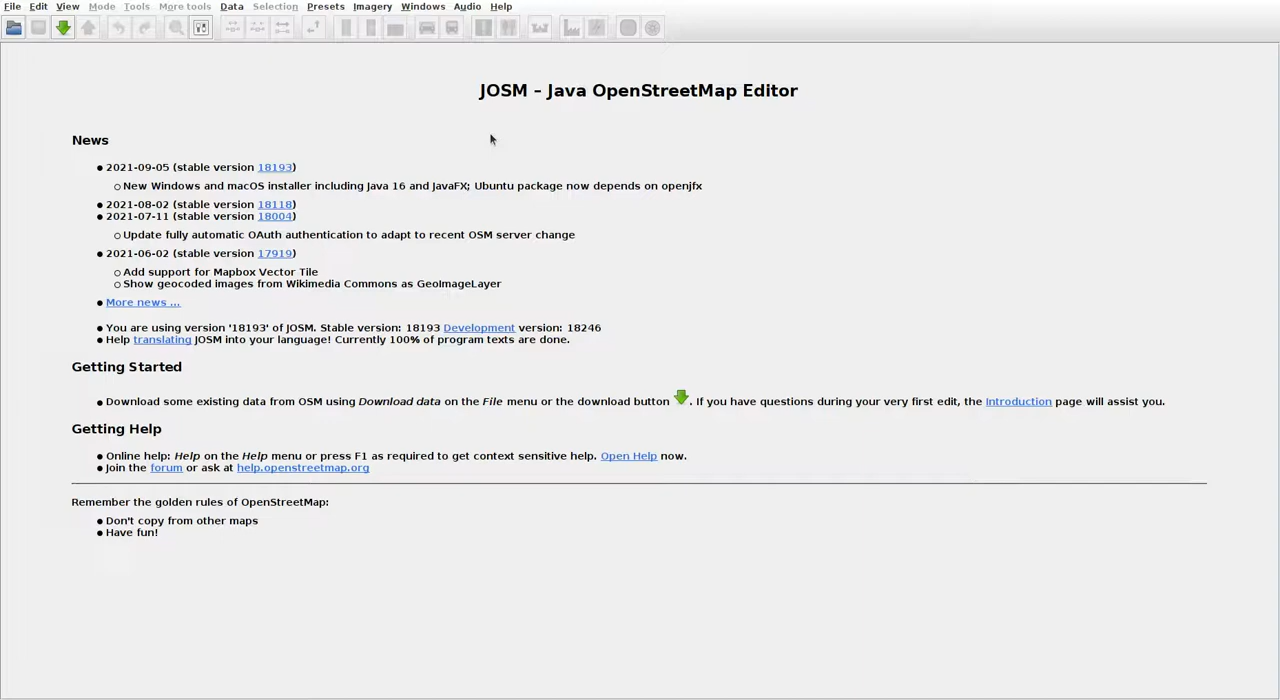 File Edit View Mode Tools More tools Data Selection Presets Imagery Windows Audio Help
JOSM – Java OpenStreetMap Editor
News
2021-09-05 (stable version 18193)
New Windows and macOS installer including Java 16 and JavaFX; Ubuntu package now depends on openjfx
2021-08-02 (stable version 18118)
2021-07-11 (stable version 18004)
Update fully automatic OAuth authentication to adapt to recent OSM server change
2021-06-02 (stable version 17919)
Add support for Mapbox Vector Tile
Show geocoded images from Wikimedia Commons as GeoImageLayer
More news ...
You are using version '18193' of JOSM. Stable version: 18193 Development version: 18246
Help translating JOSM into your language! Currently 100% of program texts are done.
Getting Started
Download some existing data from OSM using Download data on the File menu or the download button . If you have questions during your very first edit, the Introduction page will assist you.
Getting Help
Online help: Help on the Help menu or press F1 as required to get context sensitive help. Open Help now.
Join the forum or ask at help.openstreetmap.org
Remember the golden rules of OpenStreetMap:
Don't copy from other maps
Have fun!